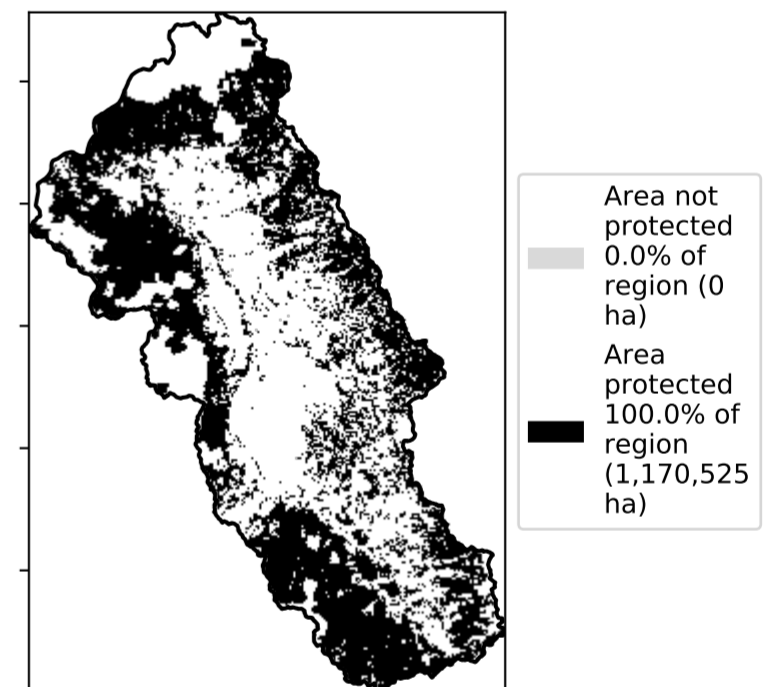 Area not
protected
0.0% of
region (0
ha)
Area
protected
100.0% of
region
(1,170,525
ha)